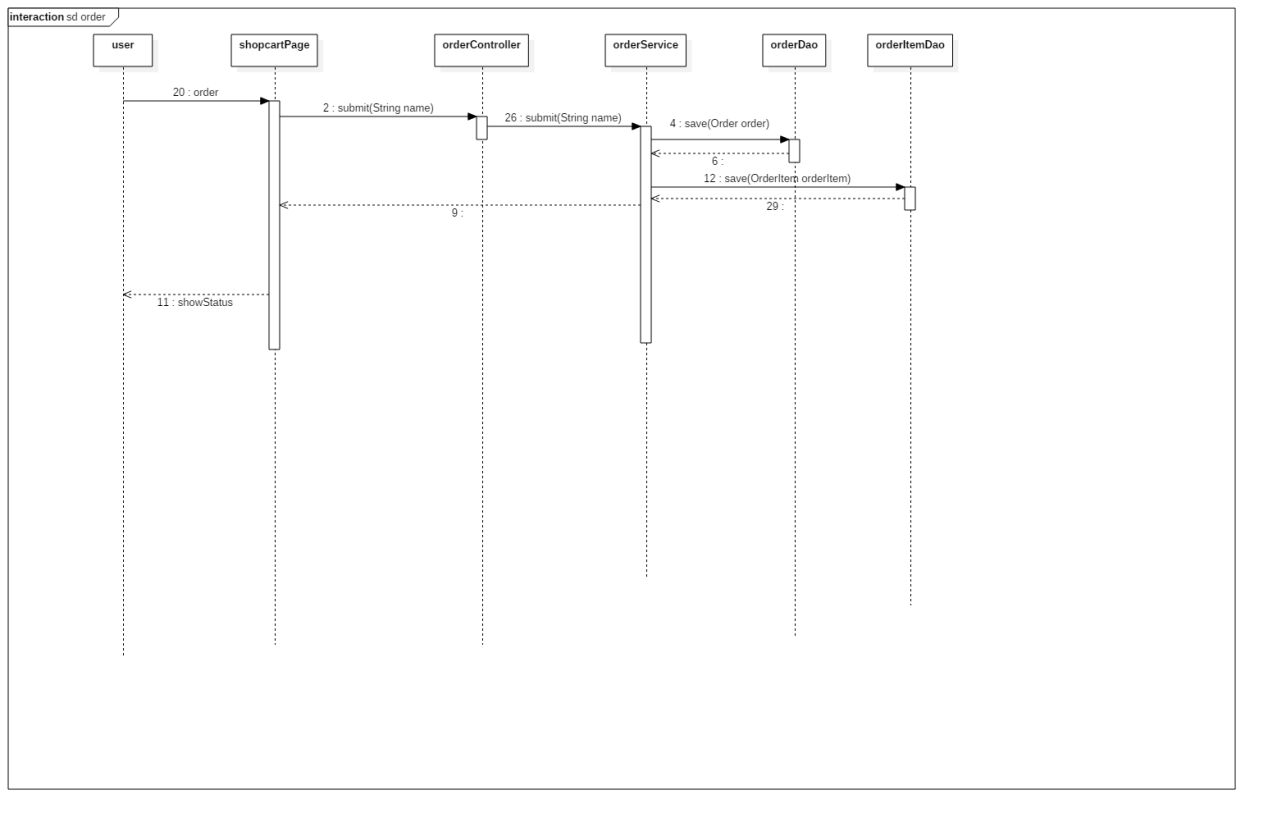 interaction sd order
user
shopcartPage
orderController
orderService
orderDao
orderItemDao
20 : order
2 : submit(String name)
26 : submit(String name)
4 : save(Order order)
6 :
12 : save(OrderItem orderItem)
29 :
9 :
11 : showStatus